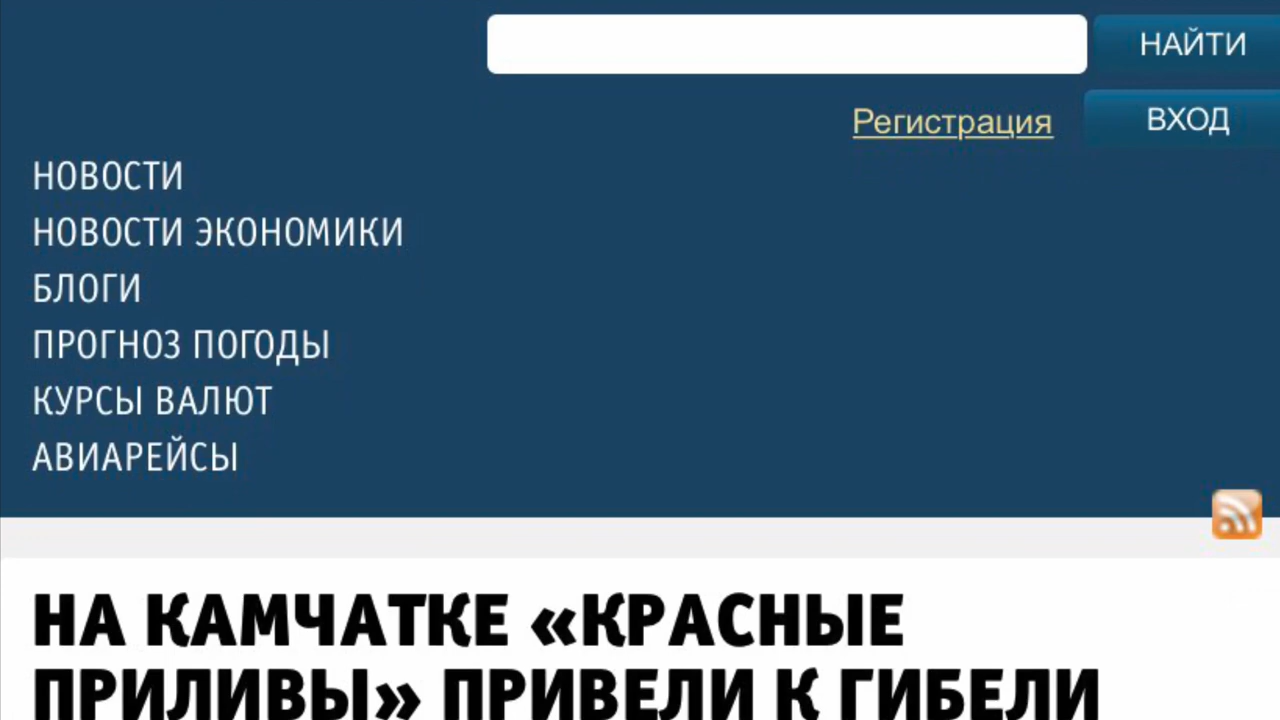 НАЙТИ
Регистрация
ВХОД
НОВОСТИ
НОВОСТИ ЭКОНОМИКИ
БЛОГИ
ПРОГНОЗ ПОГОДЫ
КУРСЫ ВАЛЮТ
АВИАРЕЙСЫ
НА КАМЧАТКЕ «КРАСНЫЕ
ПРИЛИВЫ» ПРИВЕЛИ К ГИБЕЛИ